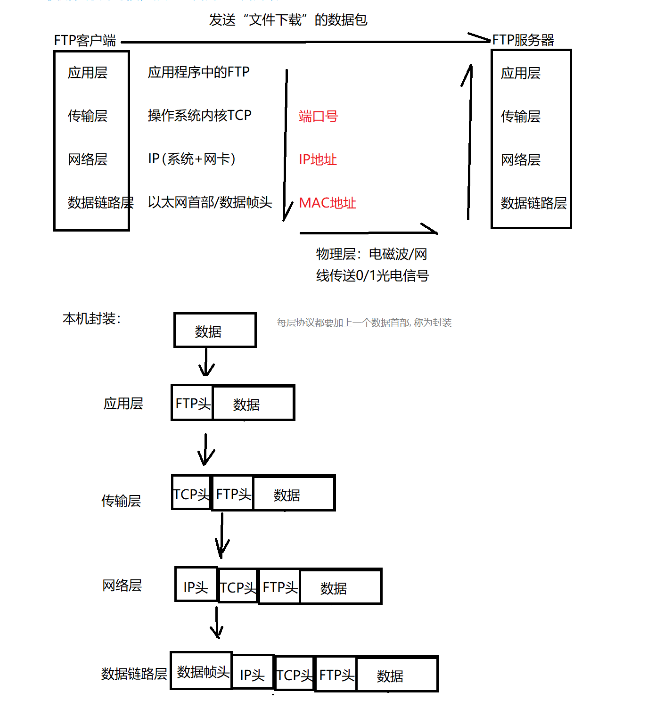 发送“文件下载”的数据包
FTP客户端
FTP服务器
应用层
应用程序中的FTP
应用层
传输层
操作系统内核TCP
端口号
传输层
网络层
IP(系统+网卡)
IP地址
网络层
数据链路层
以太网首部/数据帧头
MAC地址
数据链路层
物理层：电磁波/网
线传送0/1光电信号
本机封装：
数据
每层协议都要加上一个数据首部, 称为封装
应用层
FTP头
数据
传输层
TCP头
FTP头
数据
网络层
IP头
TCP头
FTP头
数据
数据链路层
数据帧头
IP头
TCP头
FTP头
数据